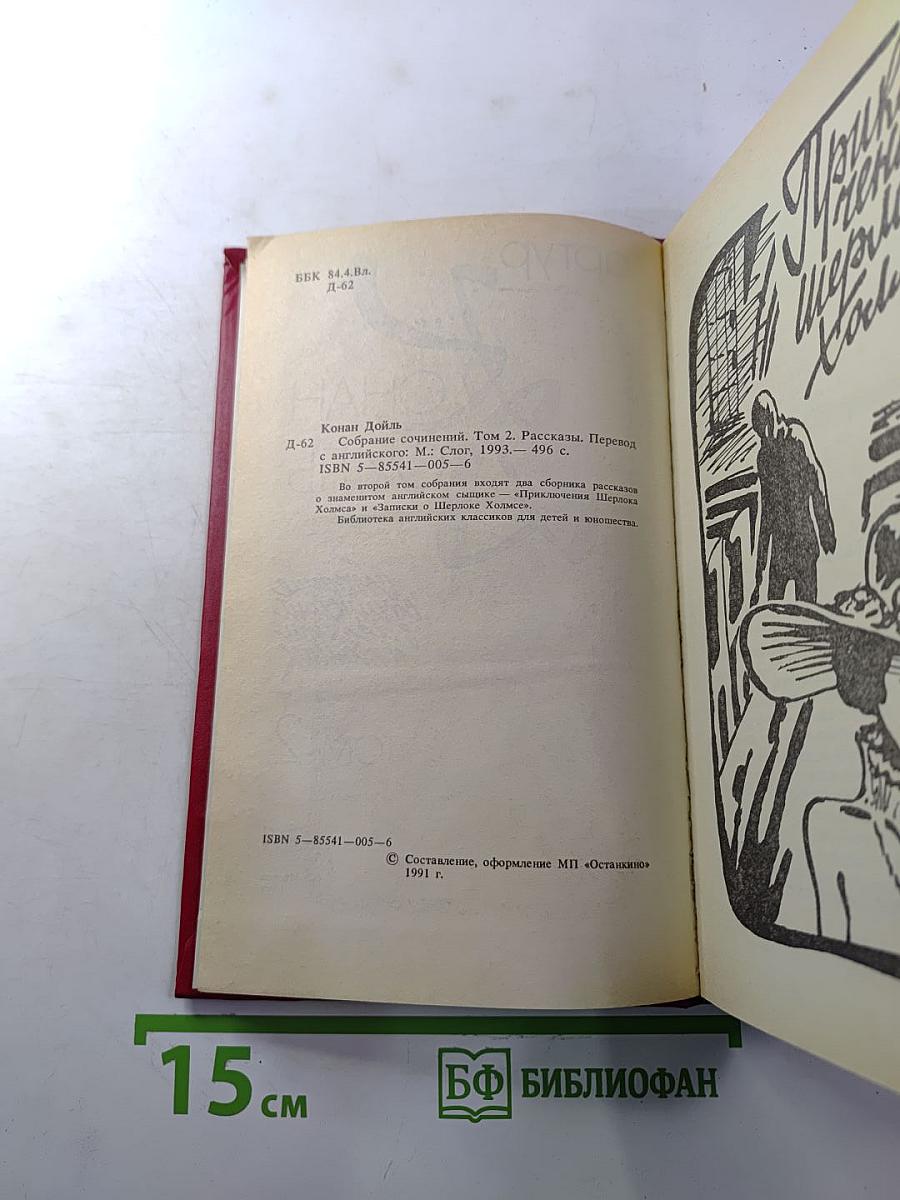 ББК 84.4.Вл.
Д-62
Конан Дойль
Д-62 Собрание сочинений. Том 2. Рассказы. Перевод
с английского: М.: Слог, 1993.— 496 с.
ISBN 5—85541—005—6
Во второй том собрания входят два сборника рассказов
о знаменитом английском сыщике — «Приключения Шерлока
Холмса» и «Записки о Шерлоке Холмсе».
Библиотека английских классиков для детей и юношества.
ISBN 5—85541—005—6
© Составление, оформление МП «Останкино»
1991 г.
15 см
БФ БИБЛИОФАН